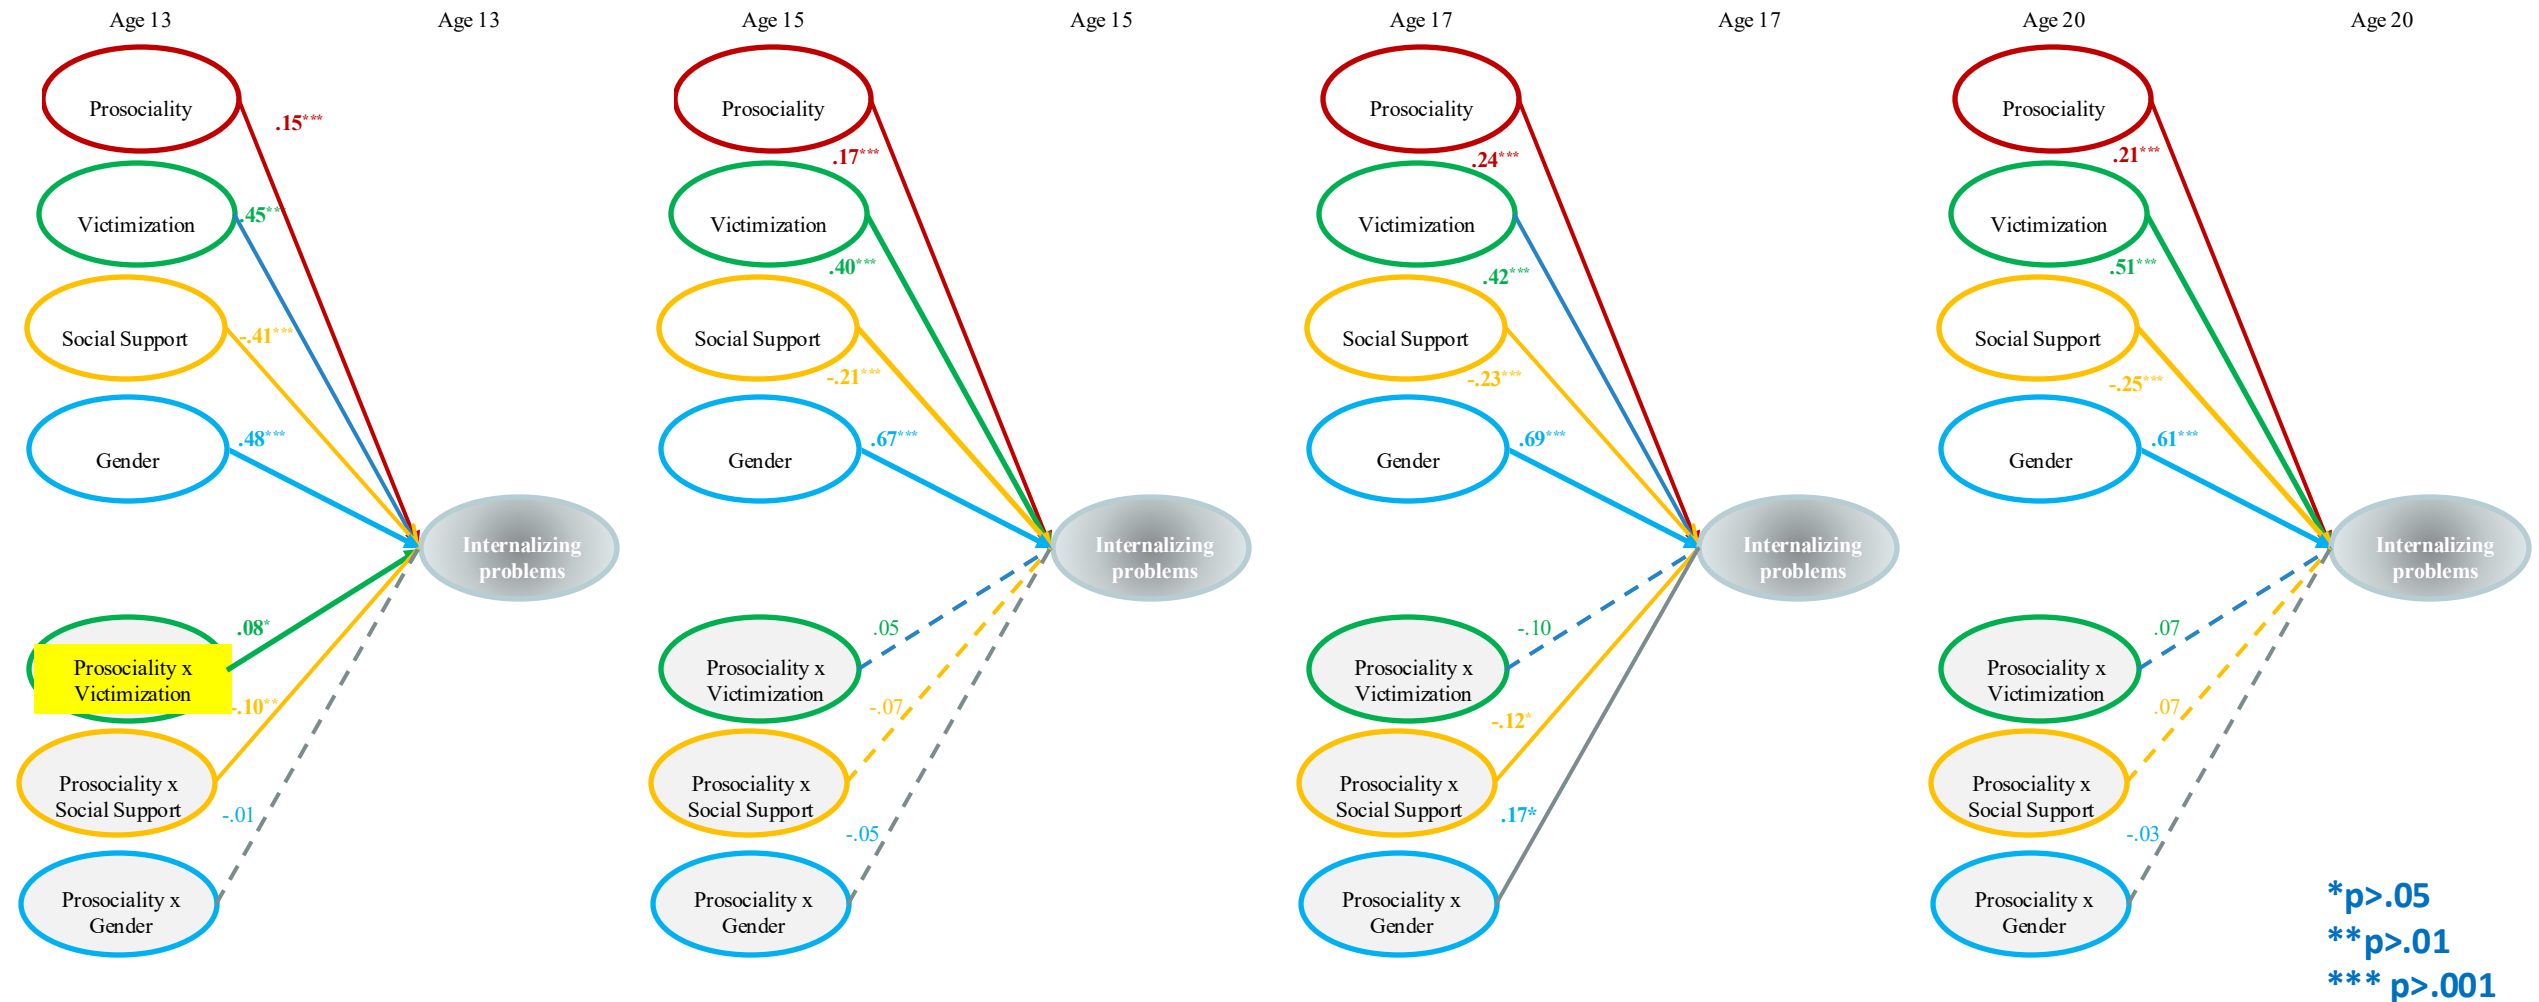 Age 13
Age 13
Age 15
Age 15
Age 17
Age 17
Age 20
Age 20
Prosociality
.15***
Victimization
.45***
Social Support
-.41***
Gender
.48***
Internalizing
problems
Prosociality x
Victimization
.08*
Prosociality x
Social Support
-.10**
Prosociality x
Gender
-.01
Prosociality
.17***
Victimization
.40***
Social Support
-.21***
Gender
.67***
Internalizing
problems
Prosociality x
Victimization
.05
Prosociality x
Social Support
-.07
Prosociality x
Gender
-.05
Prosociality
.24***
Victimization
.42***
Social Support
-.23***
Gender
.69***
Internalizing
problems
Prosociality x
Victimization
-.10
Prosociality x
Social Support
-.12*
Prosociality x
Gender
.17*
Prosociality
.21***
Victimization
.51***
Social Support
-.25***
Gender
.61***
Internalizing
problems
Prosociality x
Victimization
.07
Prosociality x
Social Support
.07
Prosociality x
Gender
-.03
*p>.05
**p>.01
*** p>.001